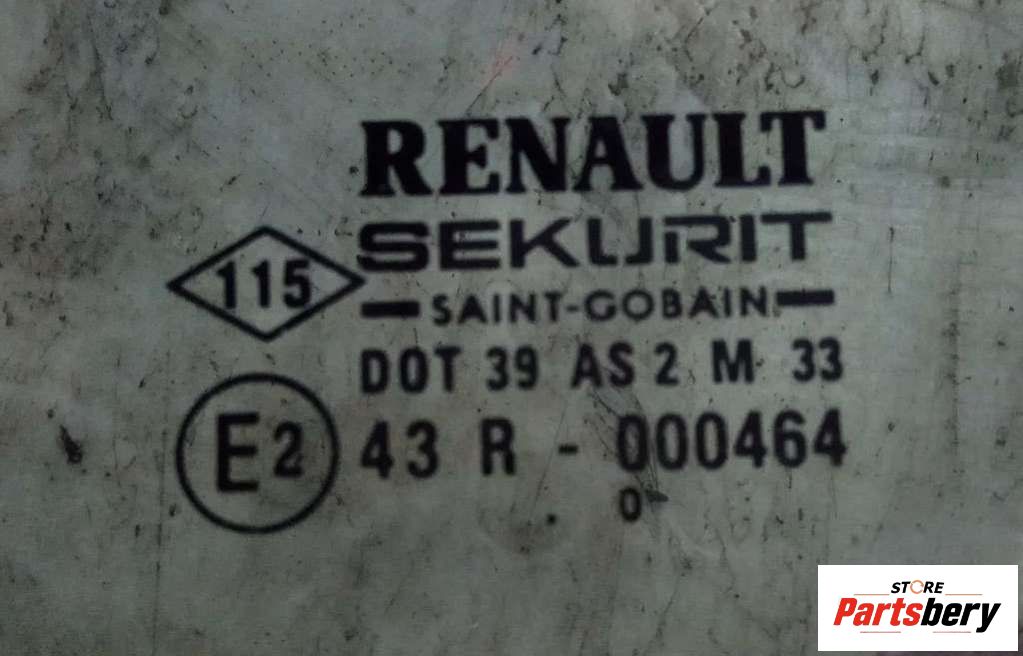 RENAULT
SEKURIT
115
SAINT-GOBAIN
DOT 39 AS 2 M 33
E2 43 R - 000464
0
STORE
Partsbery